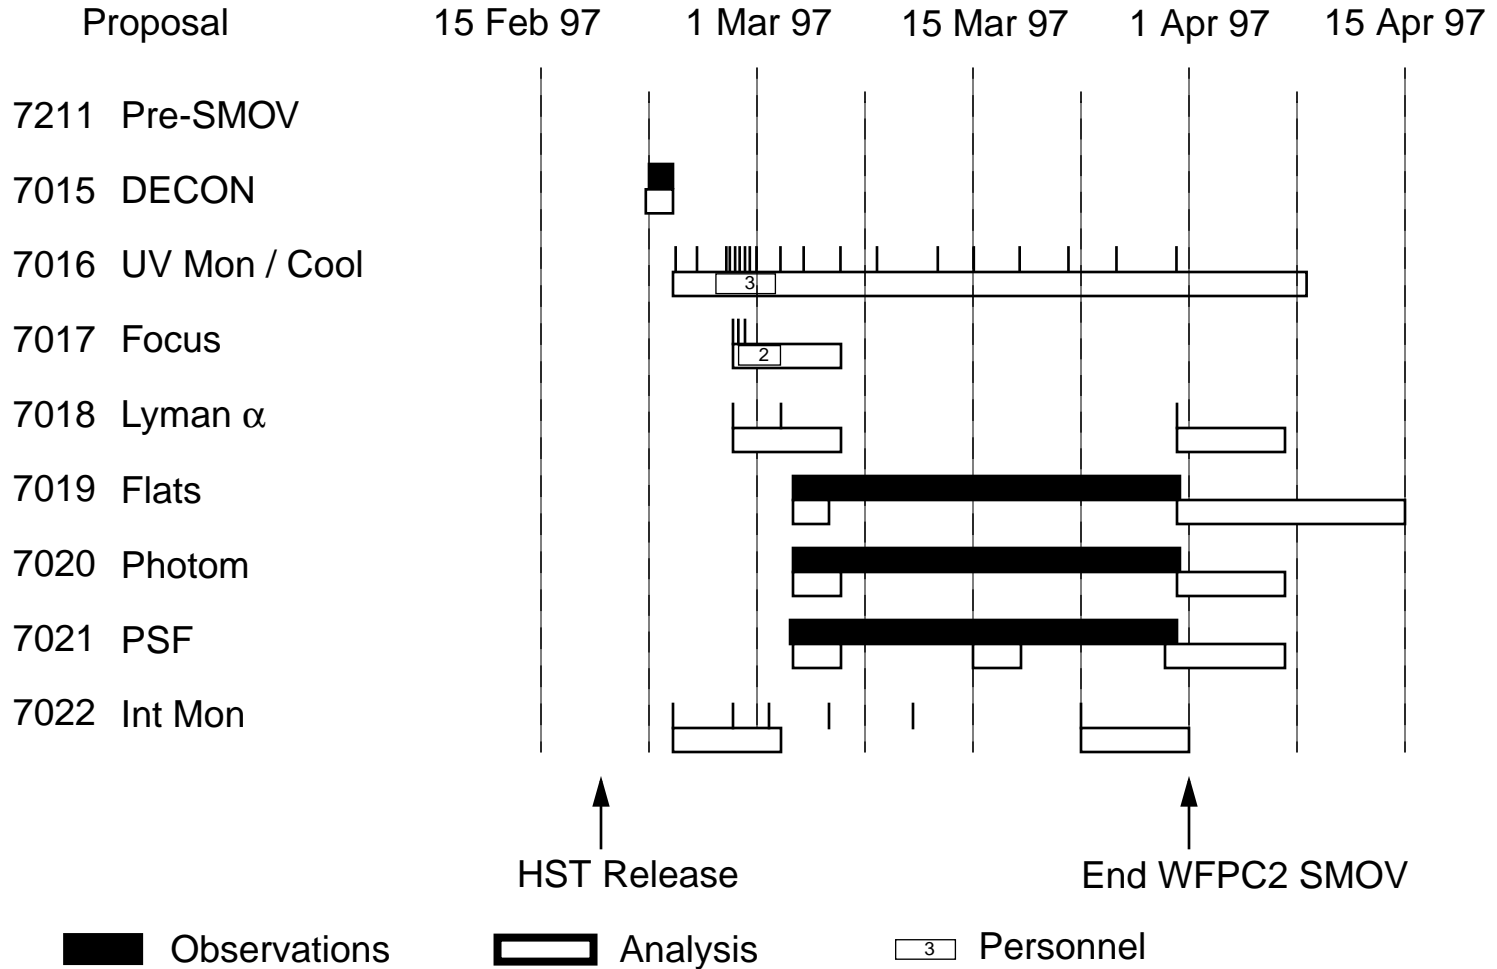 Proposal 15 Feb 97 1 Mar 97 15 Mar 97 1 Apr 97 15 Apr 97
7211 Pre-SMOV
7015 DECON
7016 UV Mon / Cool
3
7017 Focus
2
7018 Lyman α
7019 Flats
7020 Photom
7021 PSF
7022 Int Mon
HST Release End WFPC2 SMOV
Observations Analysis 3 Personnel